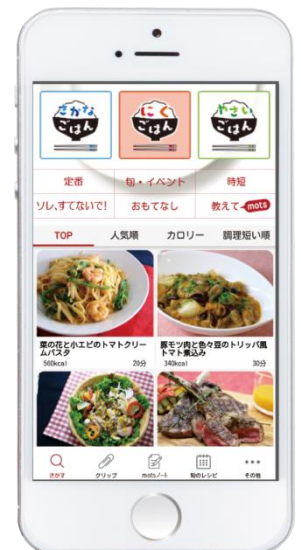 さかな
ごはん
にく
ごはん
やさい
ごはん
定番
旬・イベント
時短
ソレ、すてないで!
おもてなし
教えて mots
TOP
人気順
カロリー
調理短い順
菜の花と小エビのトマトクリー
ムパスタ
560kcal
20分
豚モツ肉と色々豆のトリッパ風
トマト煮込み
340kcal
30分
さがす
クリップ
motsノート
旬のレシピ
その他